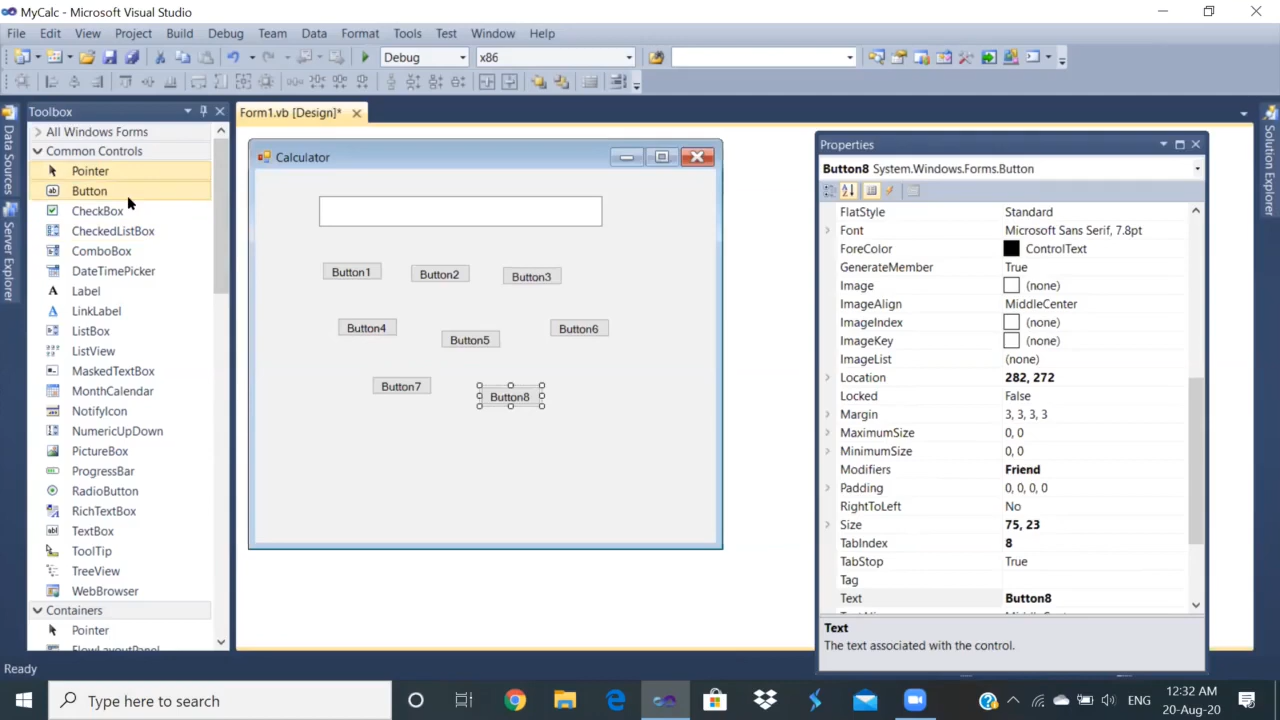 MyCalc - Microsoft Visual Studio
File Edit View Project Build Debug Team Data Format Tools Test Window Help
Debug x86
Data Sources
Server Explorer
Toolbox
All Windows Forms
Common Controls
Pointer
Button
CheckBox
CheckedListBox
ComboBox
DateTimePicker
Label
LinkLabel
ListBox
ListView
MaskedTextBox
MonthCalendar
NotifyIcon
NumericUpDown
PictureBox
ProgressBar
RadioButton
RichTextBox
TextBox
ToolTip
TreeView
WebBrowser
Containers
Pointer
FlowLayoutPanel
Form1.vb [Design]*
Calculator
Button1 Button2 Button3
Button4 Button5 Button6
Button7 Button8
Properties
Button8 System.Windows.Forms.Button
FlatStyle Standard
Font Microsoft Sans Serif, 7.8pt
ForeColor ControlText
GenerateMember True
Image (none)
ImageAlign MiddleCenter
ImageIndex (none)
ImageKey (none)
ImageList (none)
Location 282, 272
Locked False
Margin 3, 3, 3, 3
MaximumSize 0, 0
MinimumSize 0, 0
Modifiers Friend
Padding 0, 0, 0, 0
RightToLeft No
Size 75, 23
TabIndex 8
TabStop True
Tag
Text Button8
Text
The text associated with the control.
Solution Explorer
Ready
Type here to search
ENG
12:32 AM
20-Aug-20